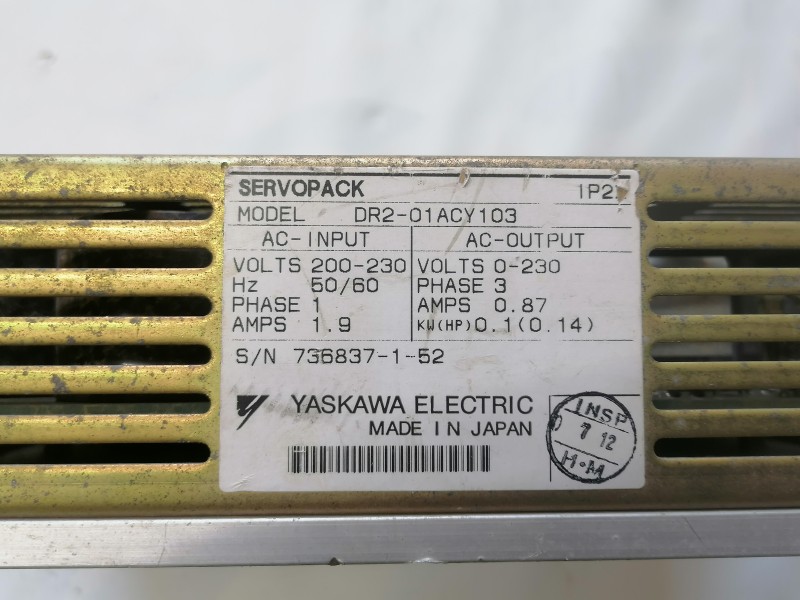 SERVOPACK
MODEL DR2-01ACY103
AC-INPUT AC-OUTPUT
VOLTS 200-230 VOLTS 0-230
Hz 50/60 PHASE 3
PHASE 1 AMPS 0.87
AMPS 1.9 KW(HP)0.1(0.14)
S/N 736837-1-52
YASKAWA ELECTRIC
MADE IN JAPAN
INSP
7 12
H.M